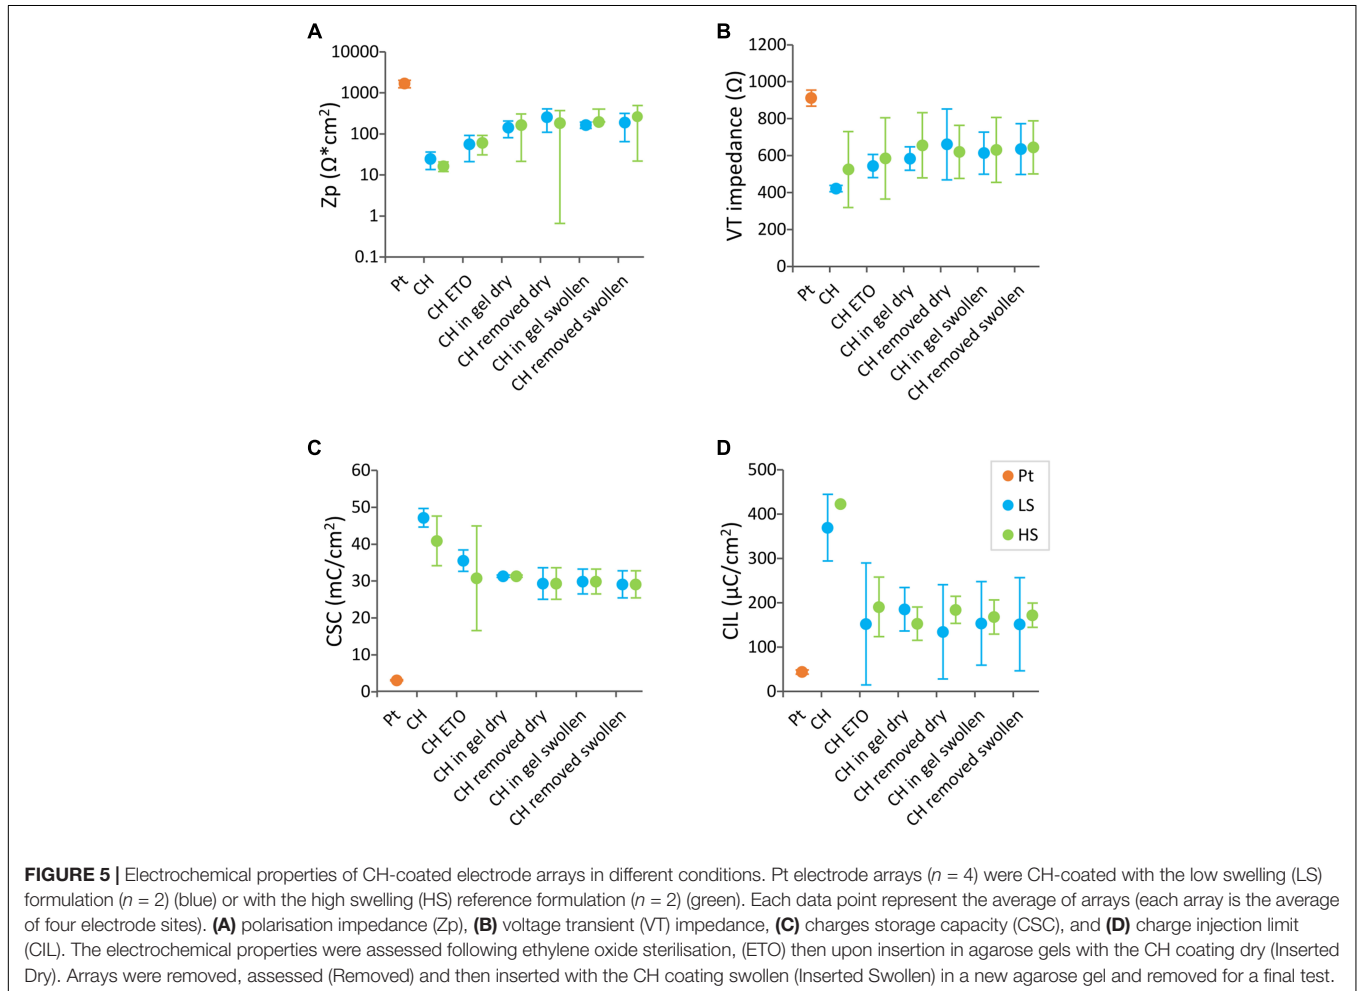 A
10000
1000
100
10
1
0.1
Zp (Ω*cm2)
Pt
CH
CH ETO
CH in gel dry
CH removed dry
CH in gel swollen
CH removed swollen
B
1200
1000
800
600
400
200
0
VT impedance (Ω)
Pt
CH
CH ETO
CH in gel dry
CH removed dry
CH in gel swollen
CH removed swollen
C
60
50
40
30
20
10
0
CSC (mC/cm²)
Pt
CH
CH ETO
CH in gel dry
CH removed dry
CH in gel swollen
CH removed swollen
D
500
400
300
200
100
0
CIL (µC/cm²)
Pt
LS
HS
Pt
CH
CH ETO
CH in gel dry
CH removed dry
CH in gel swollen
CH removed swollen
FIGURE 5 | Electrochemical properties of CH-coated electrode arrays in different conditions. Pt electrode arrays (n = 4) were CH-coated with the low swelling (LS)
formulation (n = 2) (blue) or with the high swelling (HS) reference formulation (n = 2) (green). Each data point represent the average of arrays (each array is the average
of four electrode sites). (A) polarisation impedance (Zp), (B) voltage transient (VT) impedance, (C) charges storage capacity (CSC), and (D) charge injection limit
(CIL). The electrochemical properties were assessed following ethylene oxide sterilisation, (ETO) then upon insertion in agarose gels with the CH coating dry (Inserted
Dry). Arrays were removed, assessed (Removed) and then inserted with the CH coating swollen (Inserted Swollen) in a new agarose gel and removed for a final test.